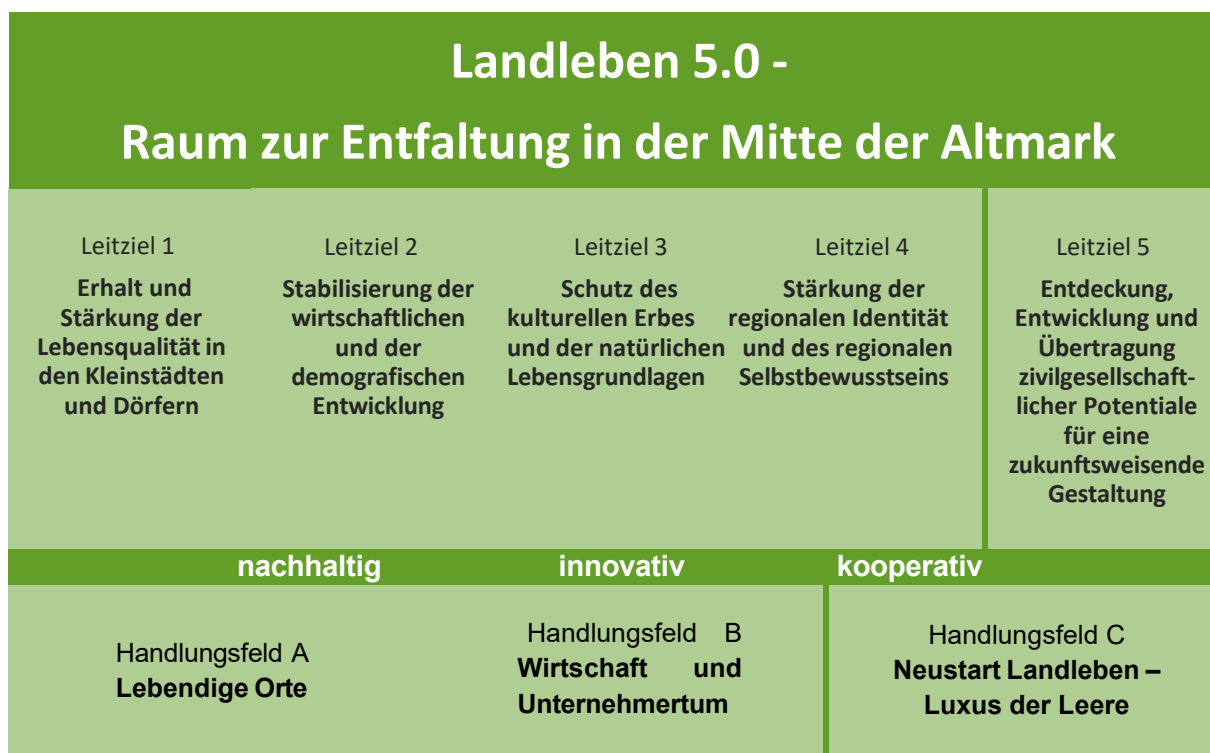 Landleben 5.0 -
Raum zur Entfaltung in der Mitte der Altmark
Leitziel 1
Erhalt und
Stärkung der
Lebensqualität in
den Kleinstädten
und Dörfern
Leitziel 2
Stabilisierung der
wirtschaftlichen
und der
demografischen
Entwicklung
Leitziel 3
Schutz des
kulturellen Erbes
und der natürlichen
Lebensgrundlagen
Leitziel 4
Stärkung der
regionalen Identität
und des regionalen
Selbstbewusstseins
Leitziel 5
Entdeckung,
Entwicklung und
Übertragung
zivilgesellschaft-
licher Potentiale
für eine
zukunftsweisende
Gestaltung
nachhaltig innovativ kooperativ
Handlungsfeld A
Lebendige Orte
Handlungsfeld B
Wirtschaft und
Unternehmertum
Handlungsfeld C
Neustart Landleben –
Luxus der Leere